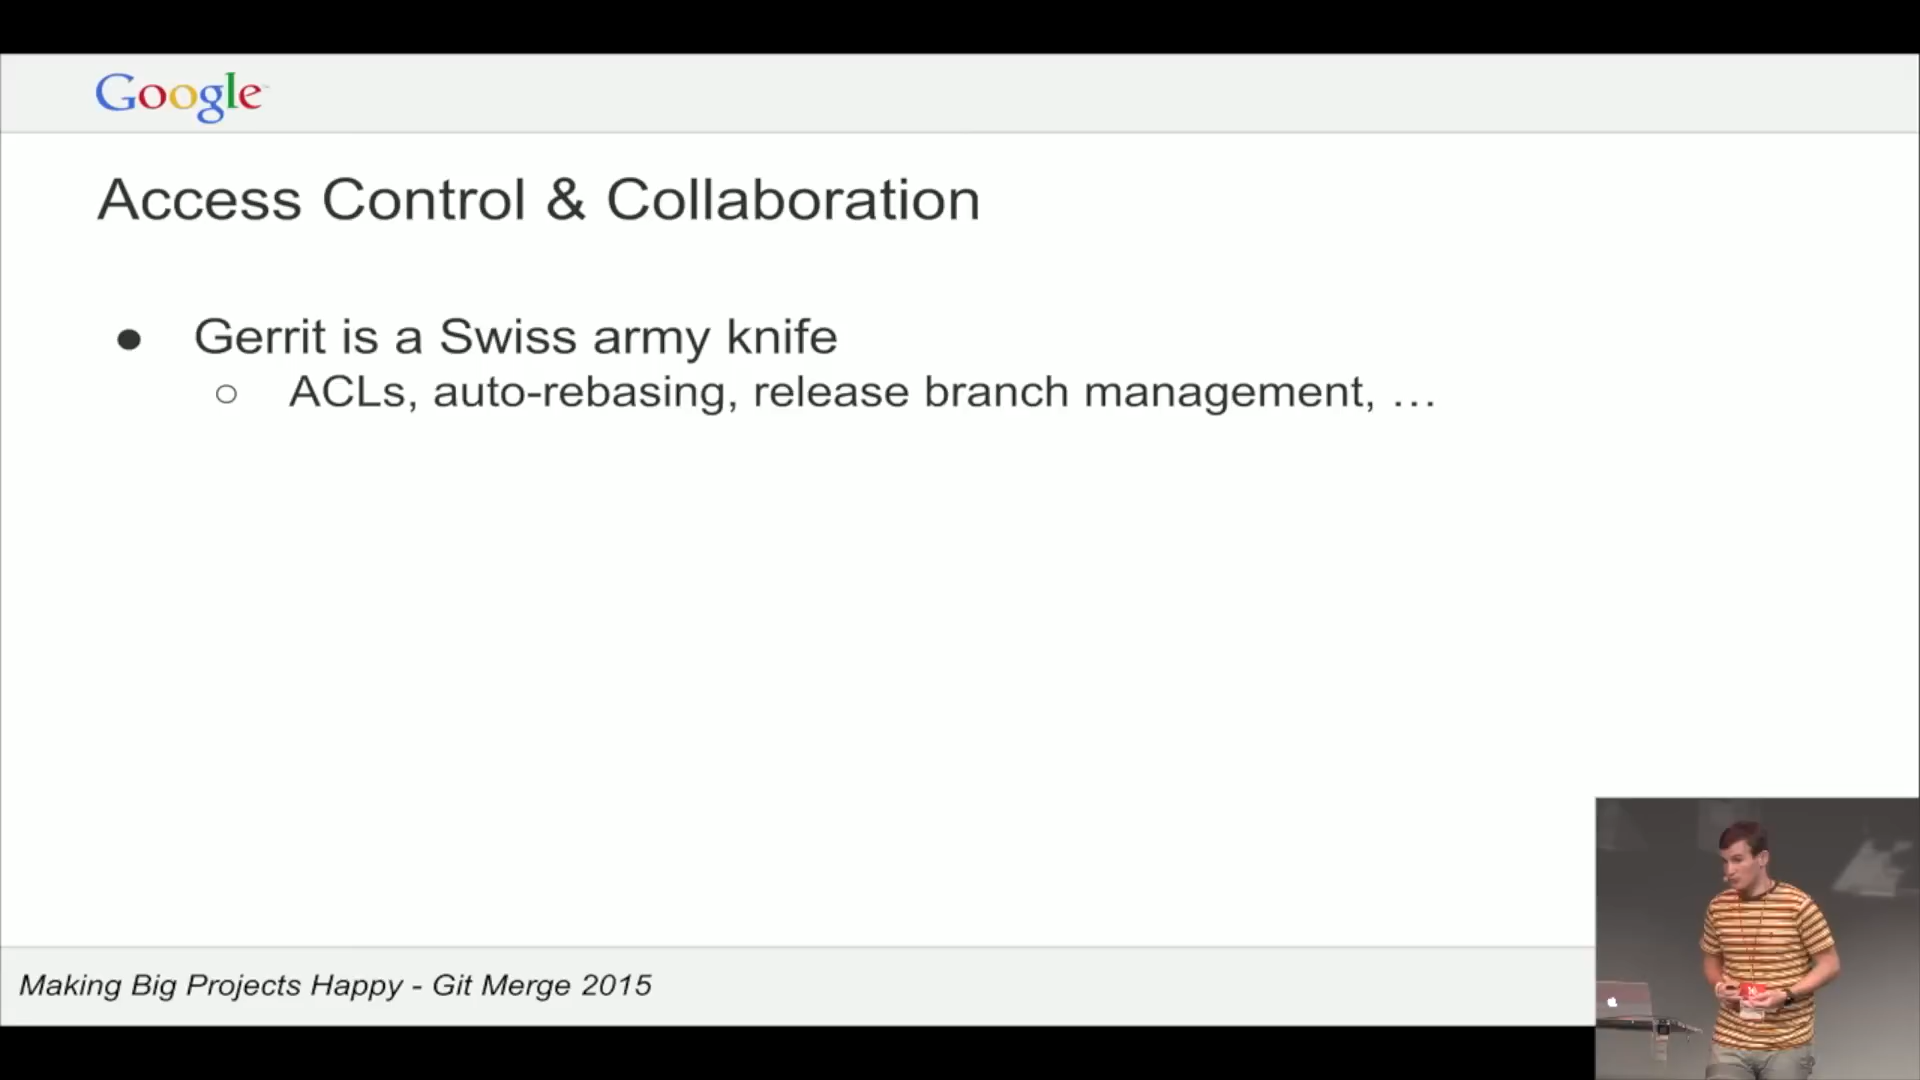 Google
Access Control & Collaboration
● Gerrit is a Swiss army knife
○ ACLs, auto-rebasing, release branch management, …
Making Big Projects Happy - Git Merge 2015